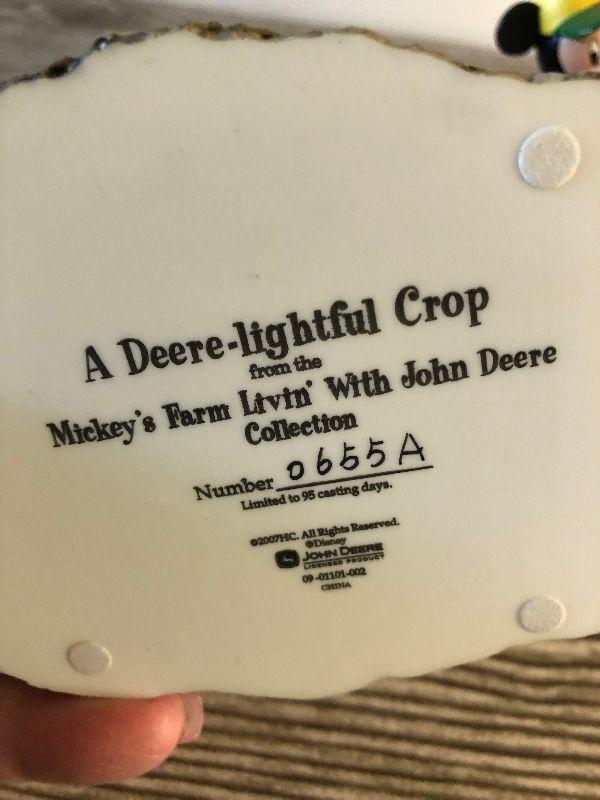 A Deere-lightful Crop
from the
Mickey's Farm Livin' With John Deere
Collection
Number 0655A
Limited to 95 casting days.
©2007HC. All Rights Reserved.
©Disney
JOHN DEERE
LICENSED PRODUCT
09-01101-002
CHINA